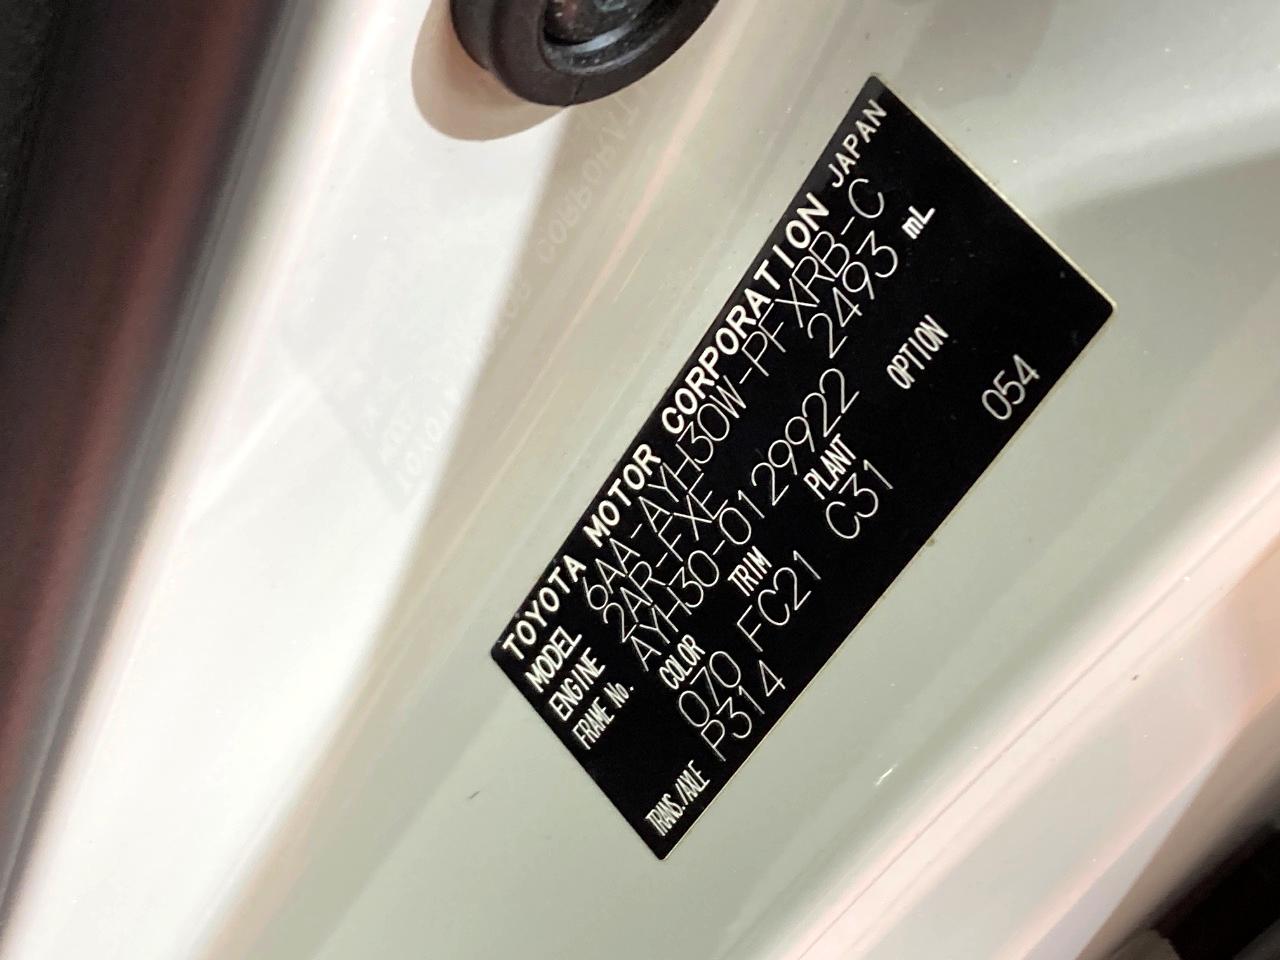 TOYOTA MOTOR CORPORATION JAPAN
MODEL 6AA-AYH30W-PFXRB-C
ENGINE 2AR-FXE 2493 mL
FRAME No. AYH30-0129922
COLOR TRIM PLANT OPTION
070 FC21 C31 054
TRANS./AXLE P314